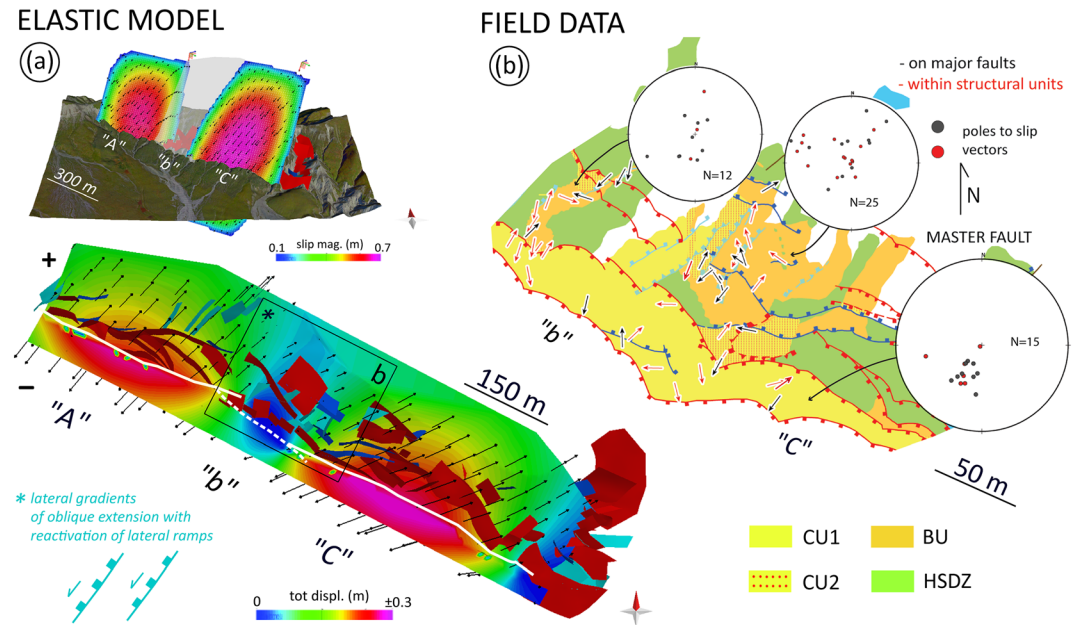 ELASTIC MODEL
(a)
"A"
"b"
"C"
300 m
0.1 slip mag. (m) 0.7
+
–
*
b
150 m
"A"
"b"
"C"
* lateral gradients
of oblique extension with
reactivation of lateral ramps
0 tot displ. (m) ±0.3
FIELD DATA
(b)
- on major faults
- within structural units
poles to slip
vectors
N
N
N=12
N
N=25
MASTER FAULT
N
N=15
"b"
"C"
50 m
CU1
BU
CU2
HSDZ